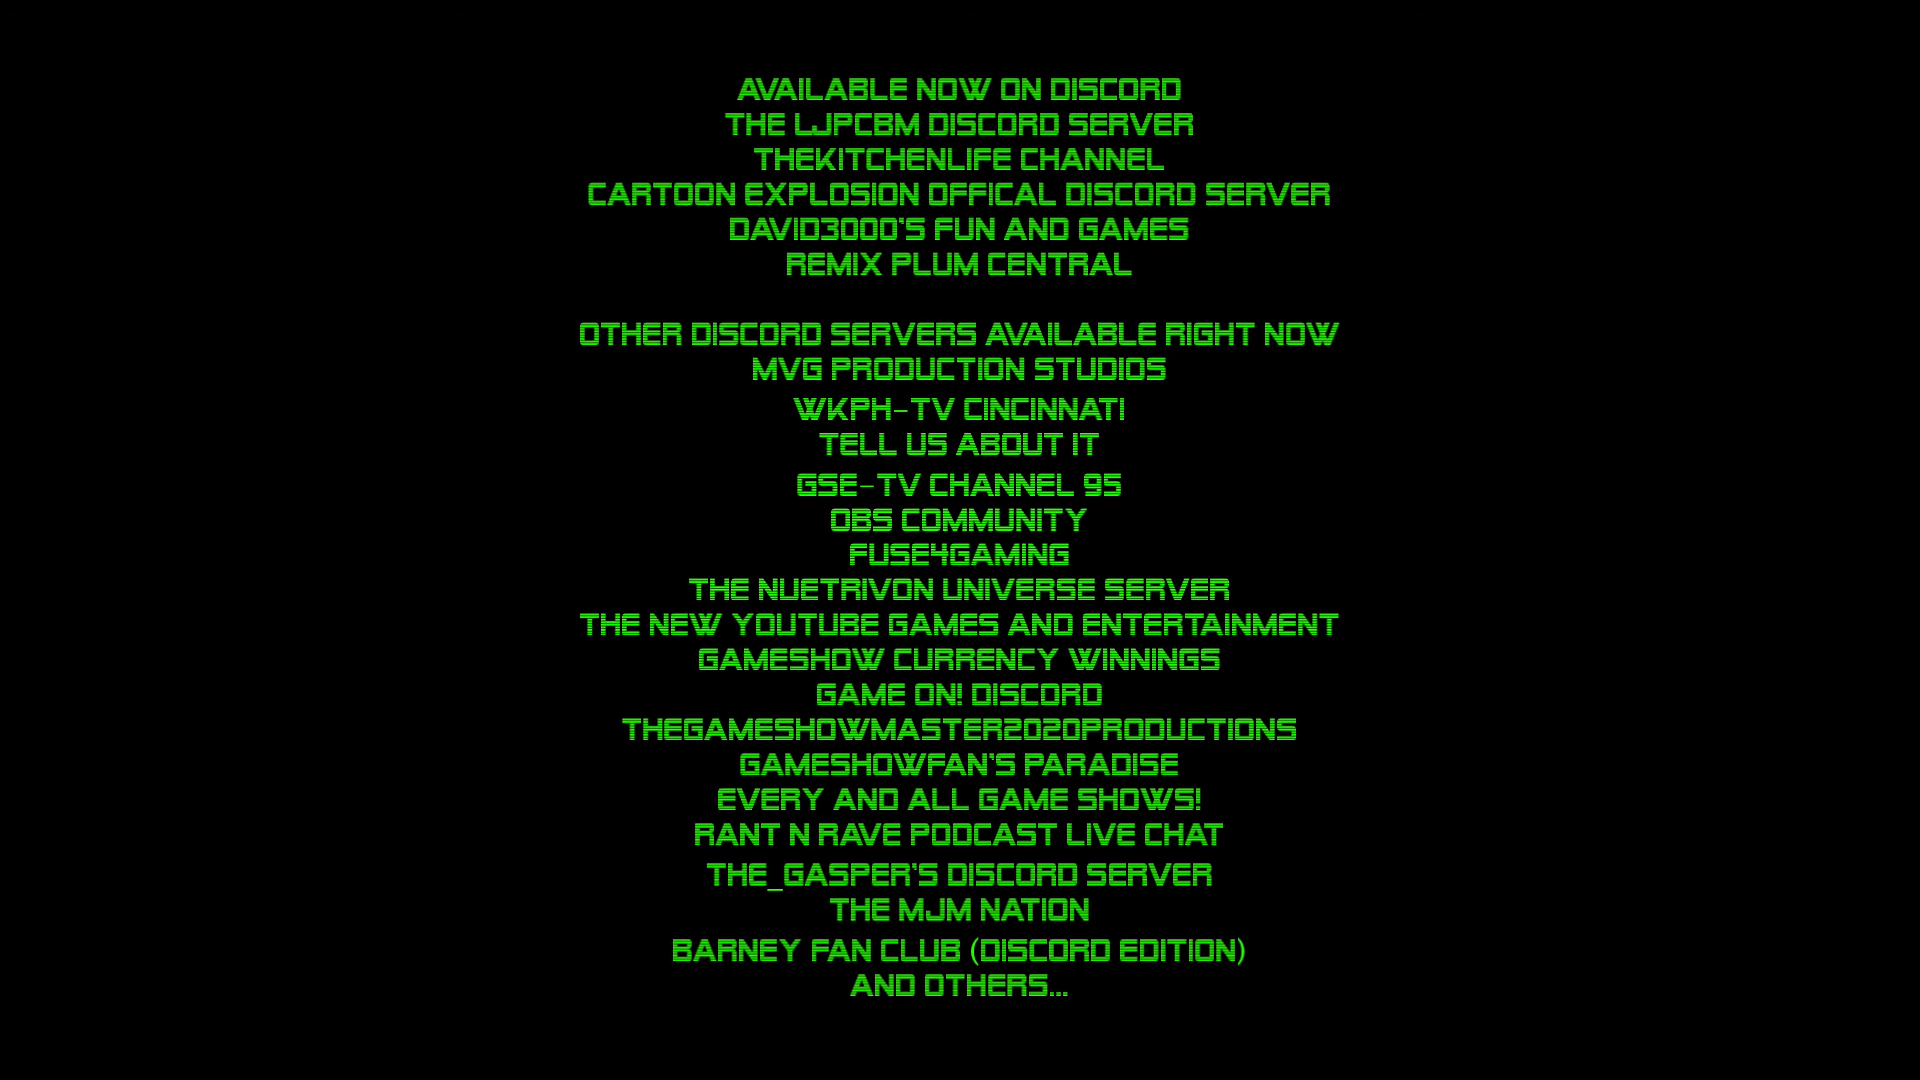 AVAILABLE NOW ON DISCORD
THE LJPCBM DISCORD SERVER
THEKITCHENLIFE CHANNEL
CARTOON EXPLOSION OFFICAL DISCORD SERVER
DAVID3000'S FUN AND GAMES
REMIX PLUM CENTRAL
OTHER DISCORD SERVERS AVAILABLE RIGHT NOW
MVG PRODUCTION STUDIOS
WKPH-TV CINCINNATI
TELL US ABOUT IT
GSE-TV CHANNEL 95
OBS COMMUNITY
FUSE4GAMING
THE NUETRIVON UNIVERSE SERVER
THE NEW YOUTUBE GAMES AND ENTERTAINMENT
GAMESHOW CURRENCY WINNINGS
GAME ON! DISCORD
THEGAMESHOWMASTER2020PRODUCTIONS
GAMESHOWFAN'S PARADISE
EVERY AND ALL GAME SHOWS!
RANT N RAVE PODCAST LIVE CHAT
THE_GASPER'S DISCORD SERVER
THE MJM NATION
BARNEY FAN CLUB (DISCORD EDITION)
AND OTHERS...